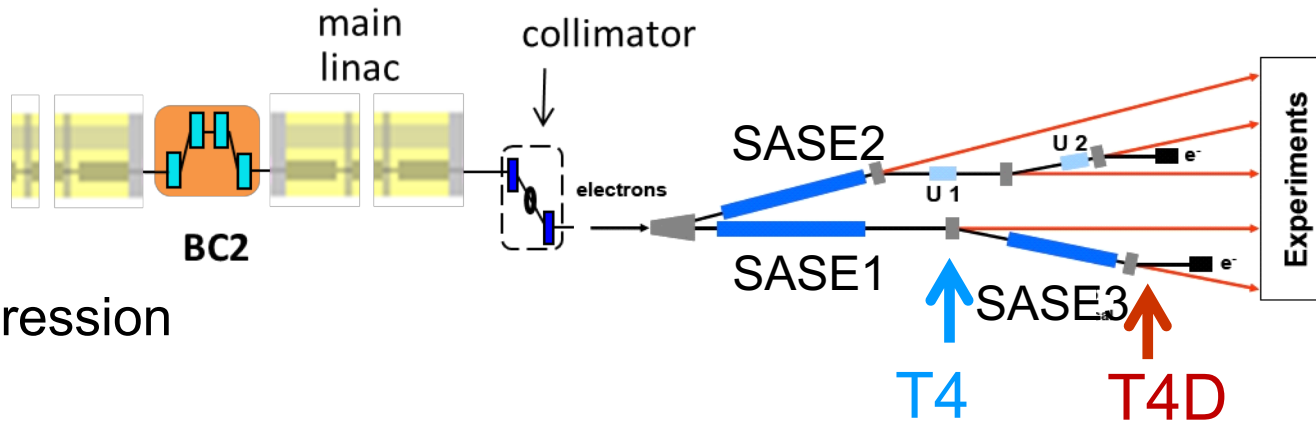 main
linac
collimator
BC2
ression
electrons
SASE2
U 1
U 2
e-
SASE1
SASE3
e-
T4
T4D
Experiments